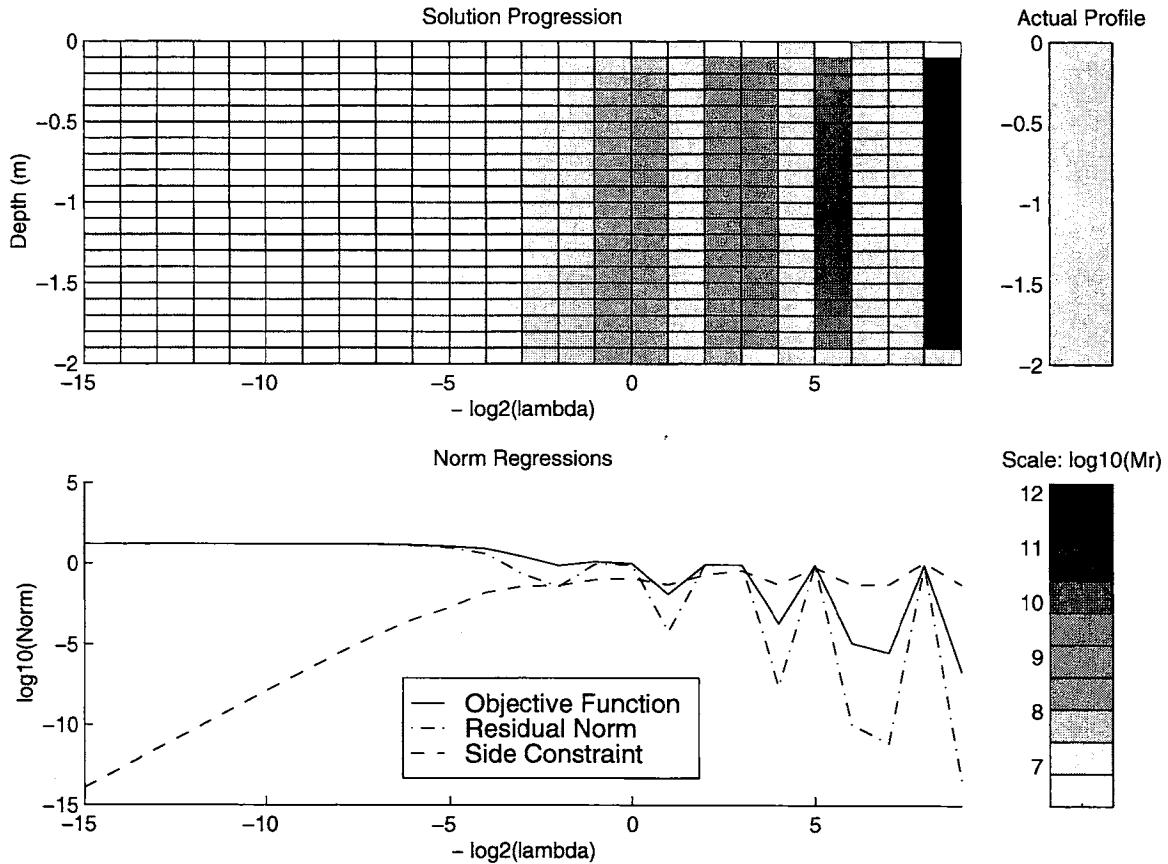 Solution Progression
Actual Profile
0
−0.5
−1
−1.5
−2
Depth (m)
−15
−10
−5
0
5
− log2(lambda)
0
−0.5
−1
−1.5
−2
Norm Regressions
Scale: log10(Mr)
5
0
−5
−10
−15
log10(Norm)
Objective Function
Residual Norm
Side Constraint
−15
−10
−5
0
5
− log2(lambda)
12
11
10
9
8
7